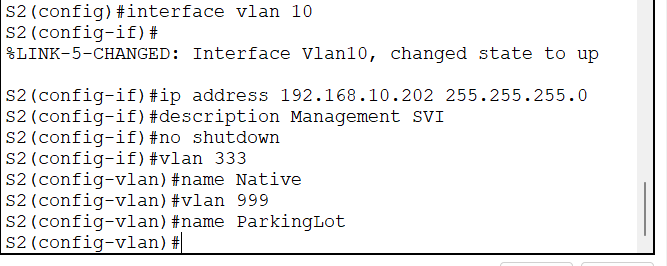 S2(config)#interface vlan 10
S2(config-if)#
%LINK-5-CHANGED: Interface Vlan10, changed state to up
S2(config-if)#ip address 192.168.10.202 255.255.255.0
S2(config-if)#description Management SVI
S2(config-if)#no shutdown
S2(config-if)#vlan 333
S2(config-vlan)#name Native
S2(config-vlan)#vlan 999
S2(config-vlan)#name ParkingLot
S2(config-vlan)#